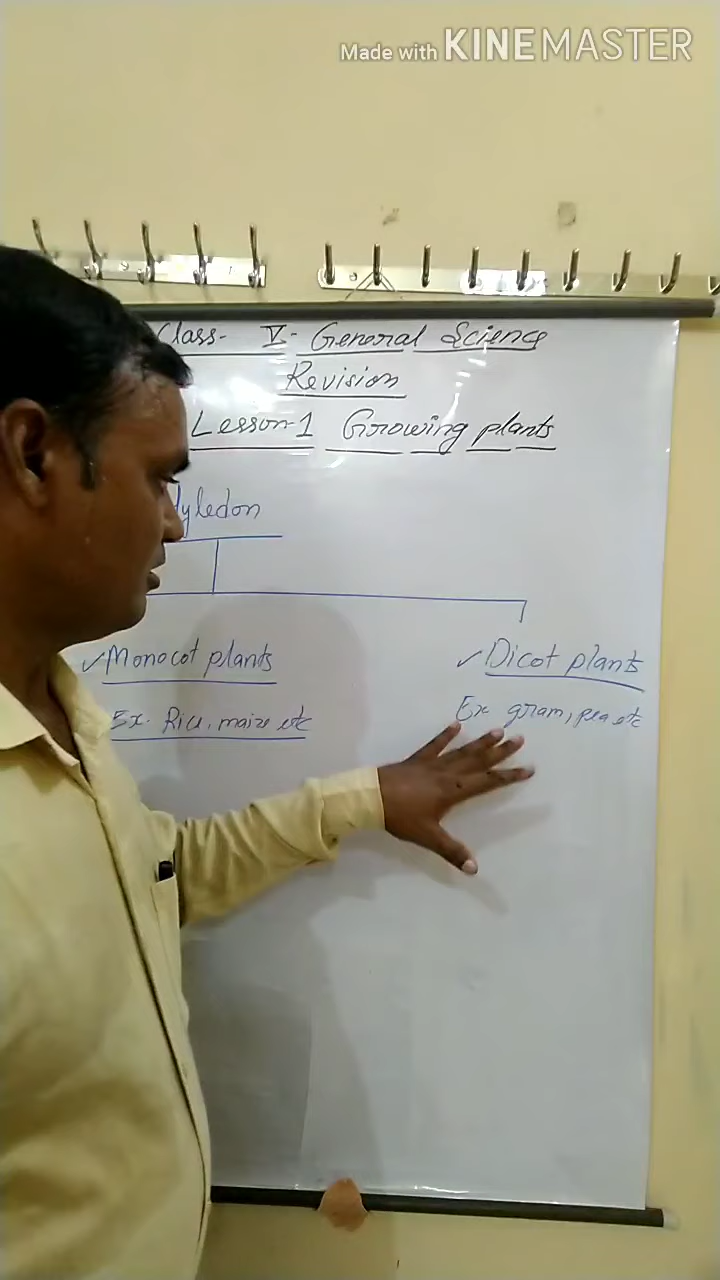 Made with KINEMASTER
Class- V- General Science
Revision
Lesson-1 Growing plants
dyledon
✓Monocot plants
✓Dicot plants
Ex. Rice, maize etc
Ex gram, pea etc